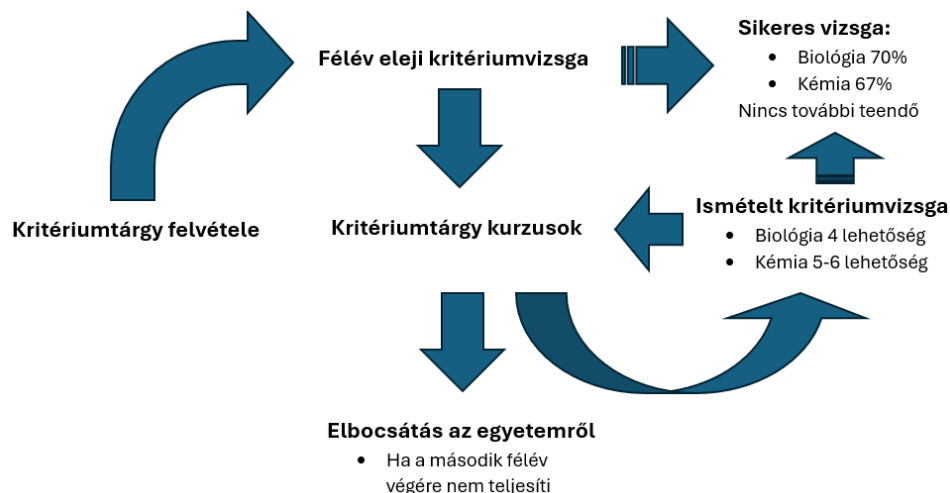 Félév eleji kritériumvizsga
Sikeres vizsga:
• Biológia 70%
• Kémia 67%
Nincs további teendő
Kritériumtárgy felvétele
Kritériumtárgy kurzusok
Ismételt kritériumvizsga
• Biológia 4 lehetőség
• Kémia 5-6 lehetőség
Elbocsátás az egyetemről
• Ha a második félév
végére nem teljesíti